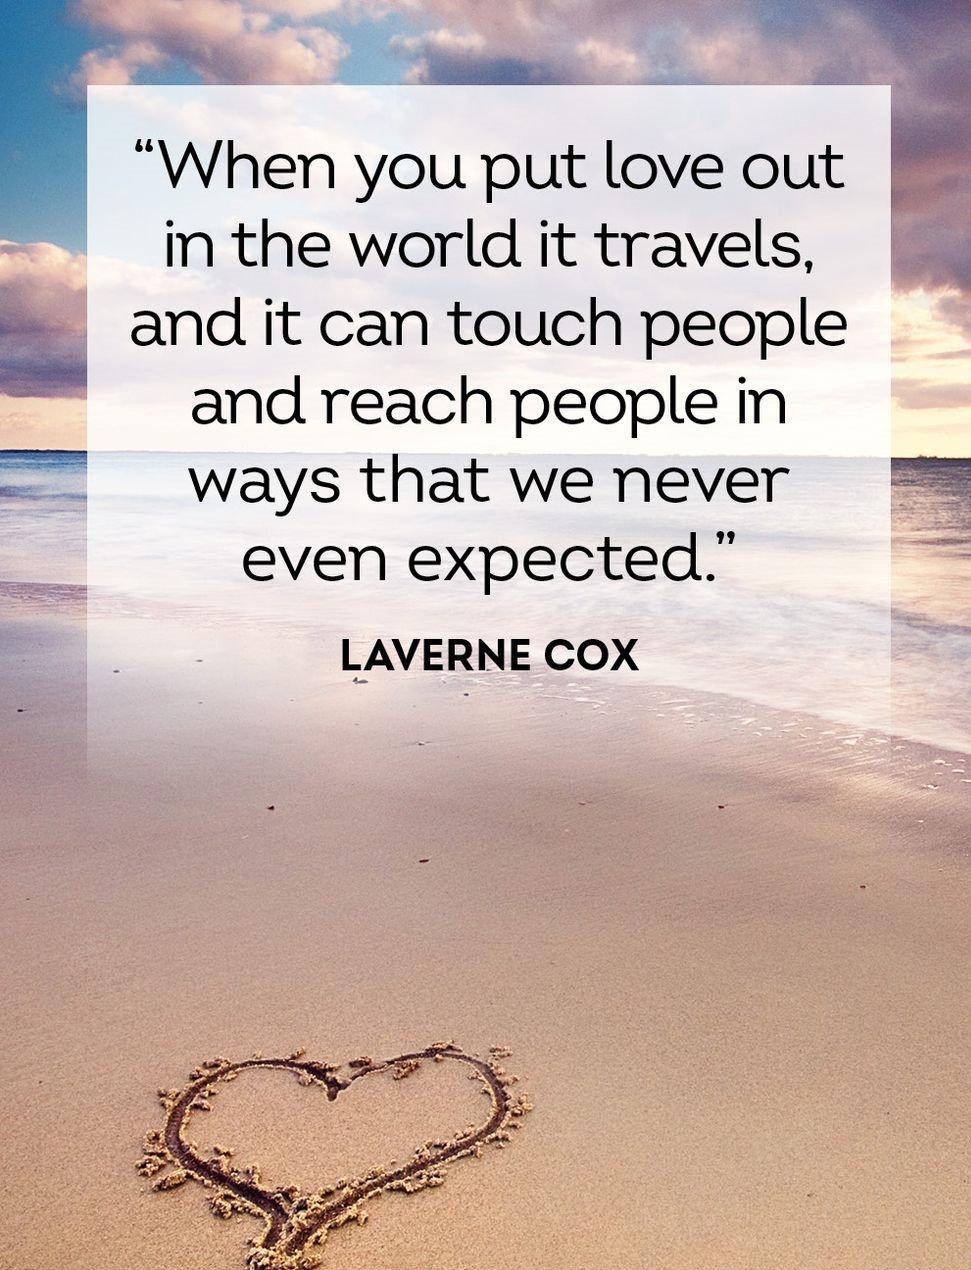 “When you put love out
in the world it travels,
and it can touch people
and reach people in
ways that we never
even expected.”
LAVERNE COX